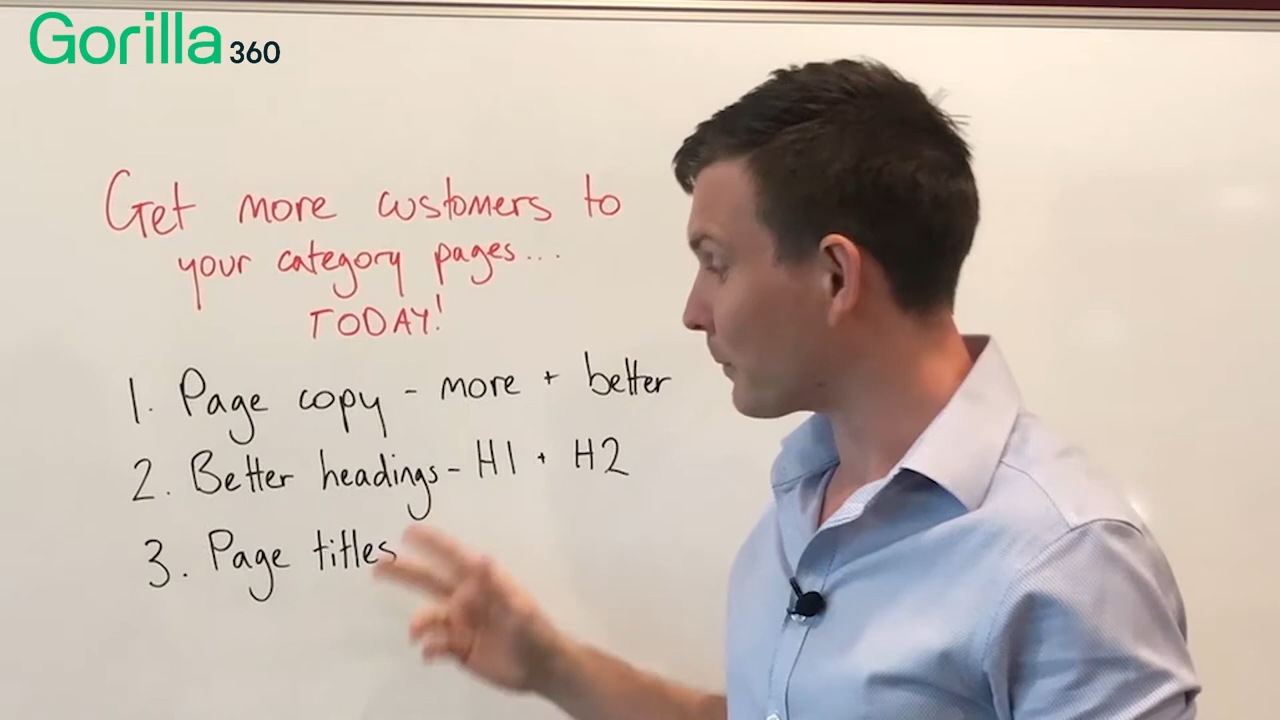 Gorilla 360
Get more customers to
your category pages...
TODAY!
1. Page copy - more + better
2. Better headings - H1 + H2
3. Page titles